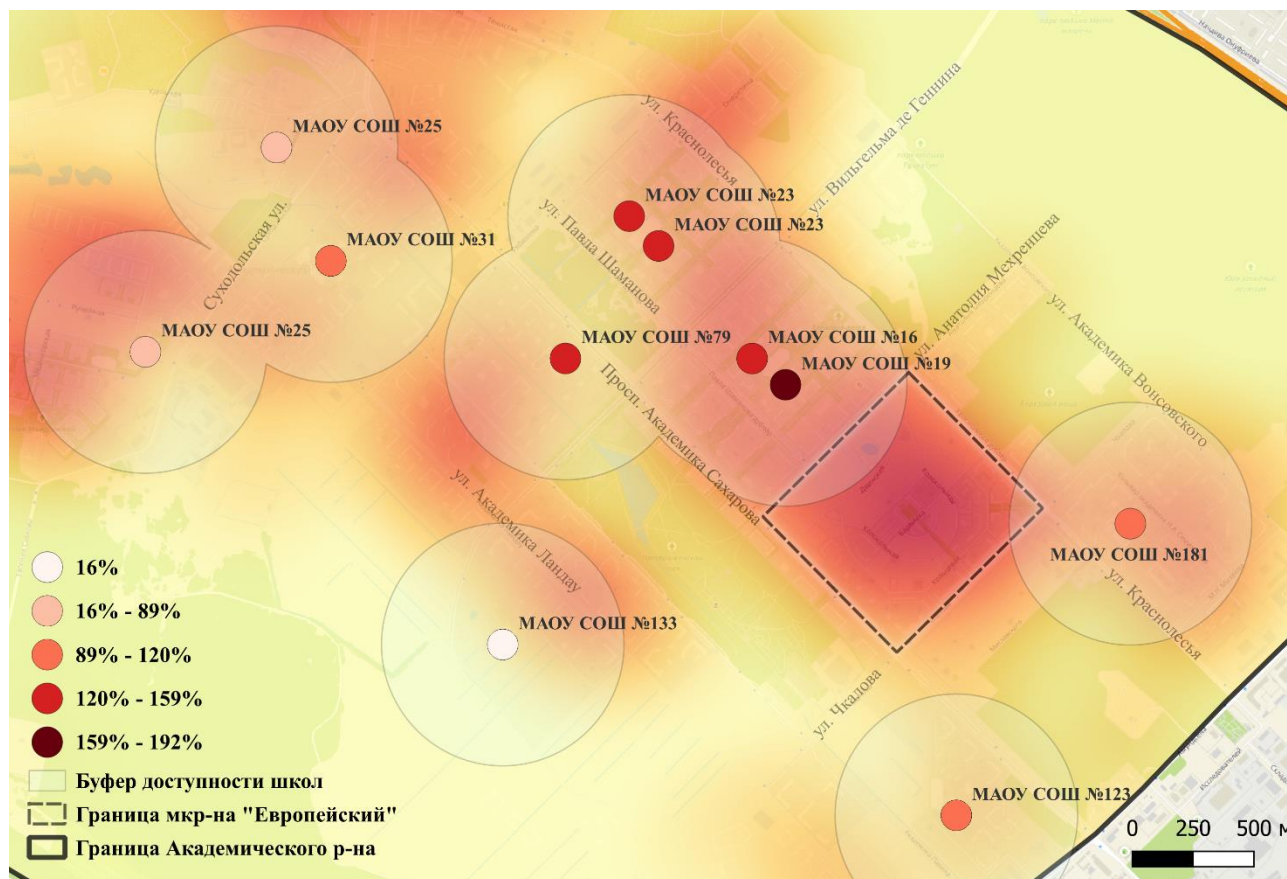 Начдива Онуфриева
МАОУ СОШ №25
ул. Краснолесья
ул. Вильгельма де Геннина
МАОУ СОШ №23
МАОУ СОШ №23
Суходольская ул.
МАОУ СОШ №31
ул. Павла Шаманова
ул. Анатолия Мехренцева
ул. Академика Вонсовского
МАОУ СОШ №25
МАОУ СОШ №79
МАОУ СОШ №16
МАОУ СОШ №19
Просп. Академика Сахарова
ул. Академика Ландау
МАОУ СОШ №181
ул. Краснолесья
МАОУ СОШ №133
ул. Чкалова
МАОУ СОШ №123
Исследователей
16%
16% - 89%
89% - 120%
120% - 159%
159% - 192%
Буфер доступности школ
Граница мкр-на "Европейский"
Граница Академического р-на
0 250 500 м